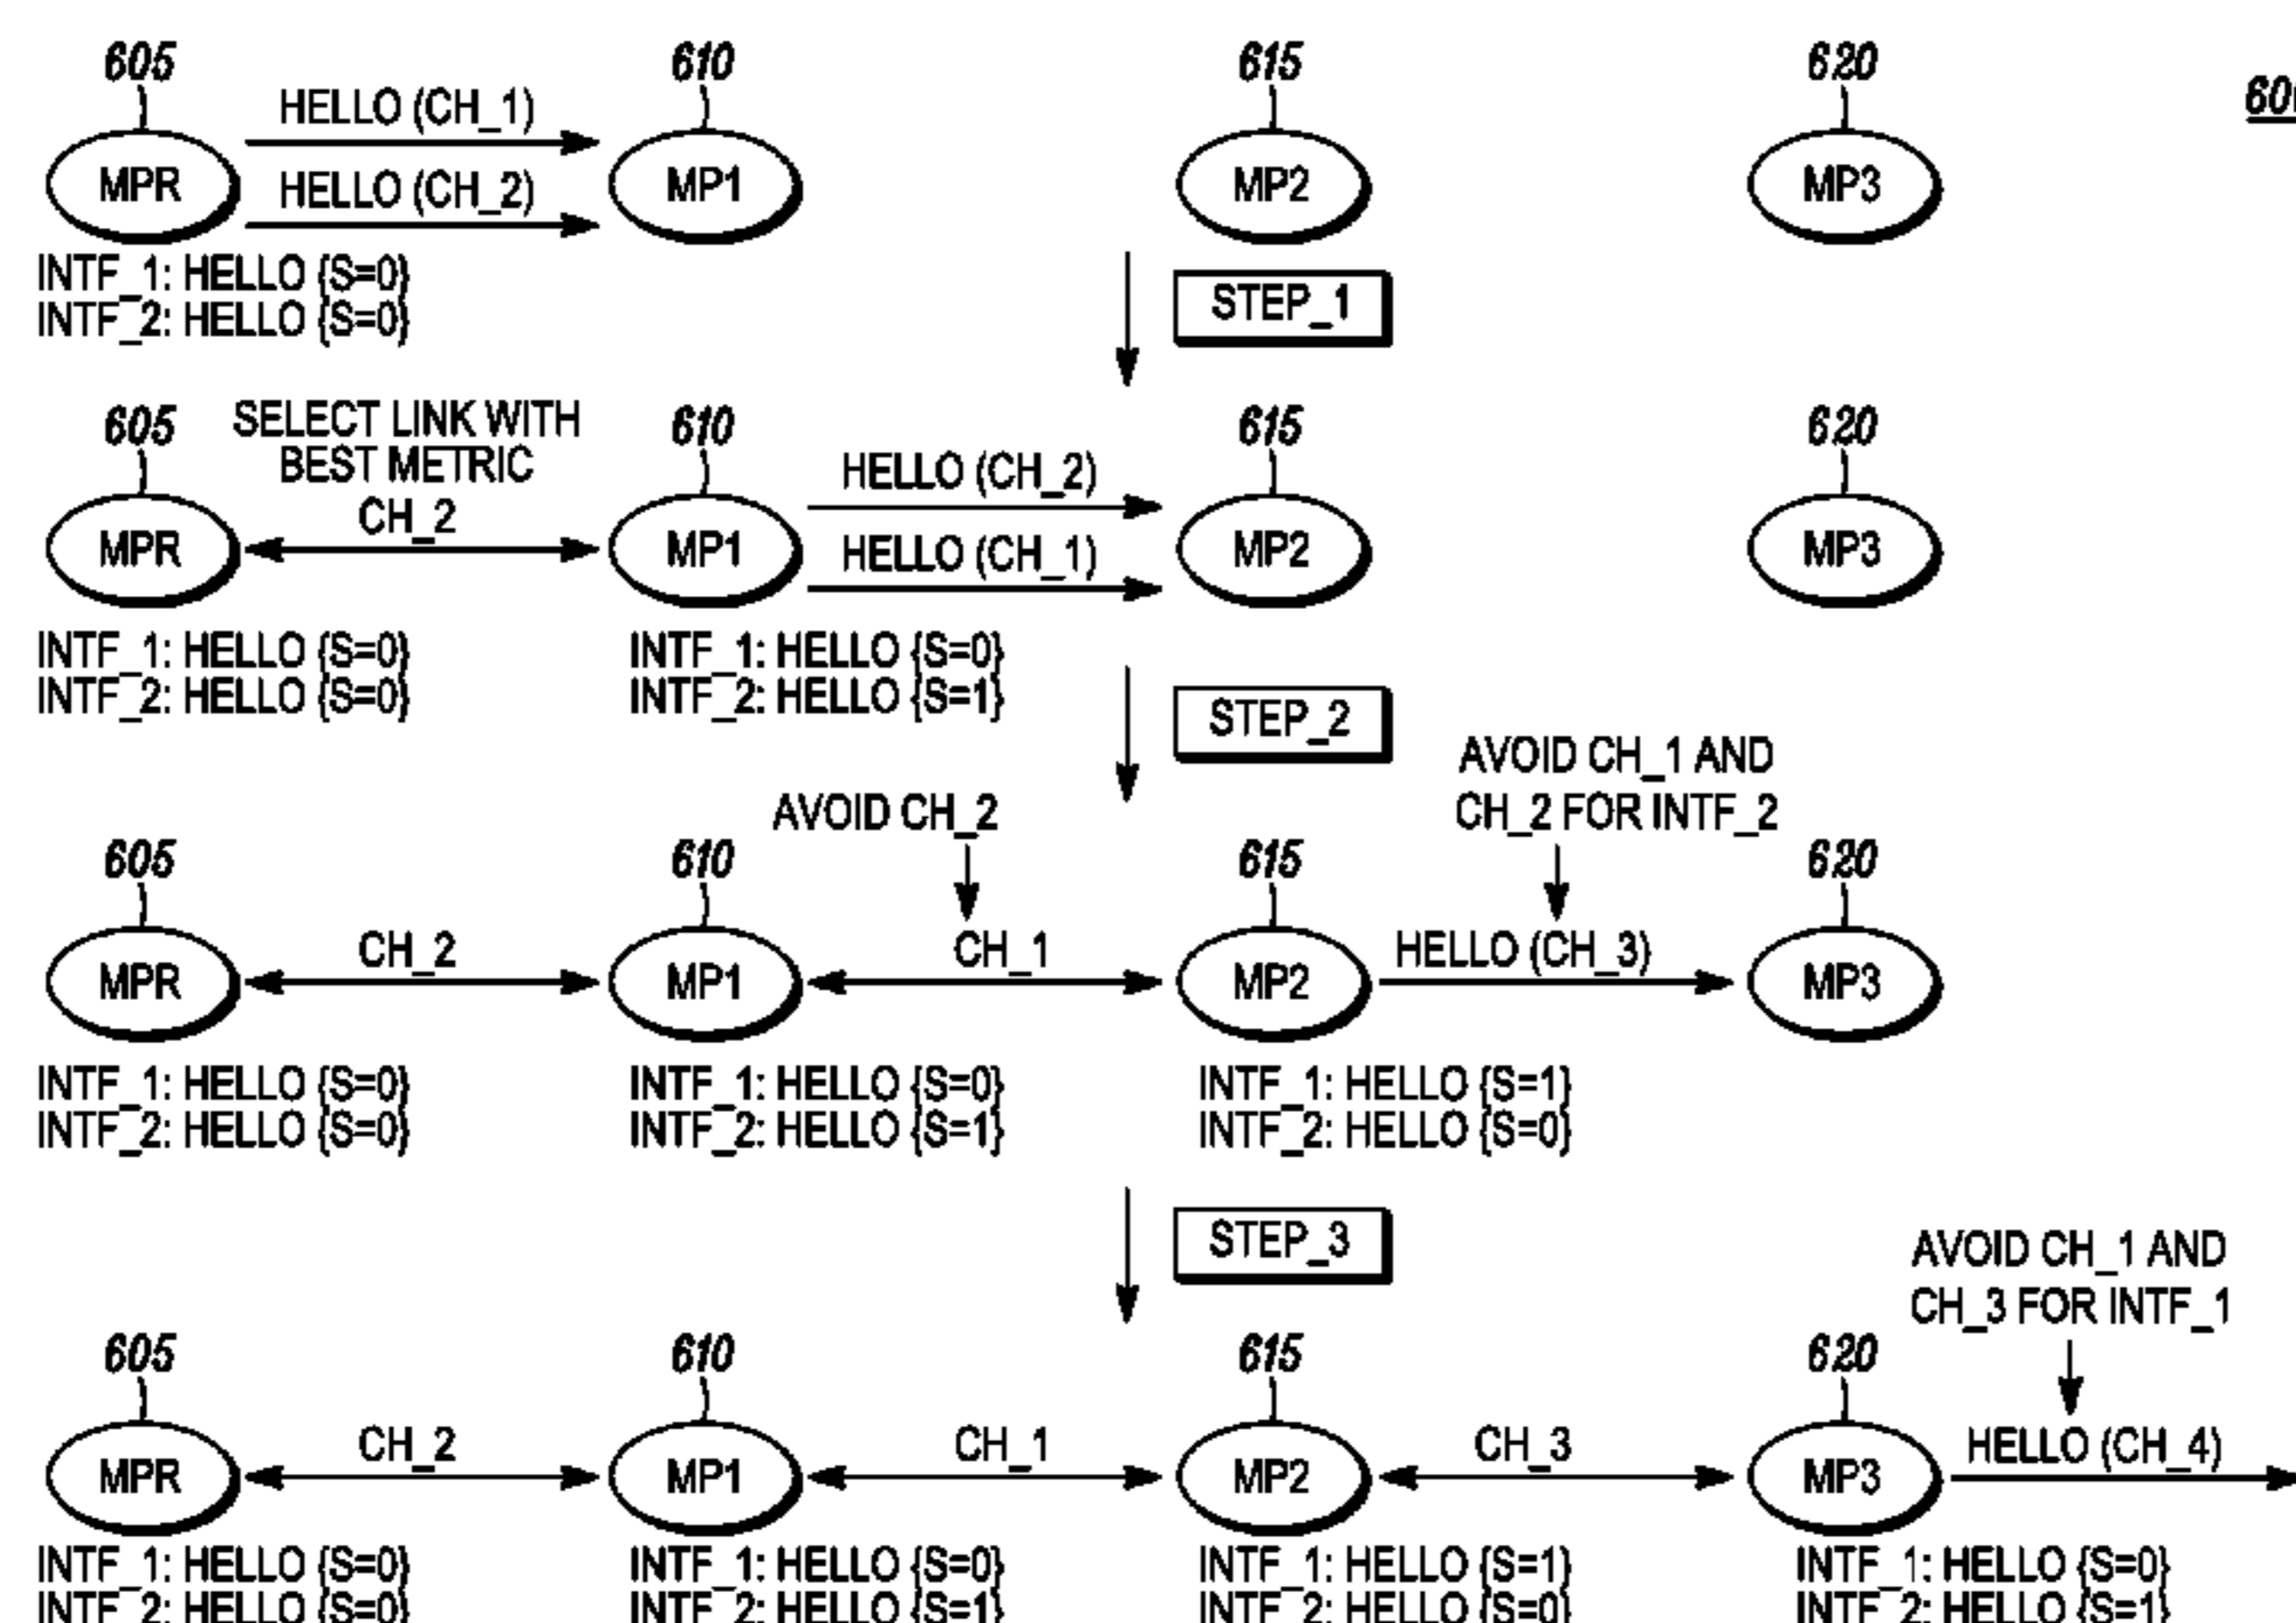 605 610 615 620
600
HELLO (CH_1)
MPR MP1 MP2 MP3
HELLO (CH_2)
INTF_1: HELLO {S=0}
INTF_2: HELLO {S=0}
STEP_1
605 610 615 620
SELECT LINK WITH
BEST METRIC
CH_2
HELLO (CH_2)
MPR MP1 MP2 MP3
HELLO (CH_1)
INTF_1: HELLO {S=0} INTF_1: HELLO {S=0}
INTF_2: HELLO {S=0} INTF_2: HELLO {S=1}
STEP_2
AVOID CH_1 AND
AVOID CH_2 CH_2 FOR INTF_2
605 610 615 620
CH_2 CH_1 HELLO (CH_3)
MPR MP1 MP2 MP3
INTF_1: HELLO {S=0} INTF_1: HELLO {S=0} INTF_1: HELLO {S=1}
INTF_2: HELLO {S=0} INTF_2: HELLO {S=1} INTF_2: HELLO {S=0}
STEP_3
AVOID CH_1 AND
CH_3 FOR INTF_1
605 610 615 620
CH_2 CH_1 CH_3 HELLO (CH_4)
MPR MP1 MP2 MP3
INTF_1: HELLO {S=0} INTF_1: HELLO {S=0} INTF_1: HELLO {S=1} INTF_1: HELLO {S=0}
INTF_2: HELLO {S=0} INTF_2: HELLO {S=1} INTF_2: HELLO {S=0} INTF_2: HELLO {S=1}